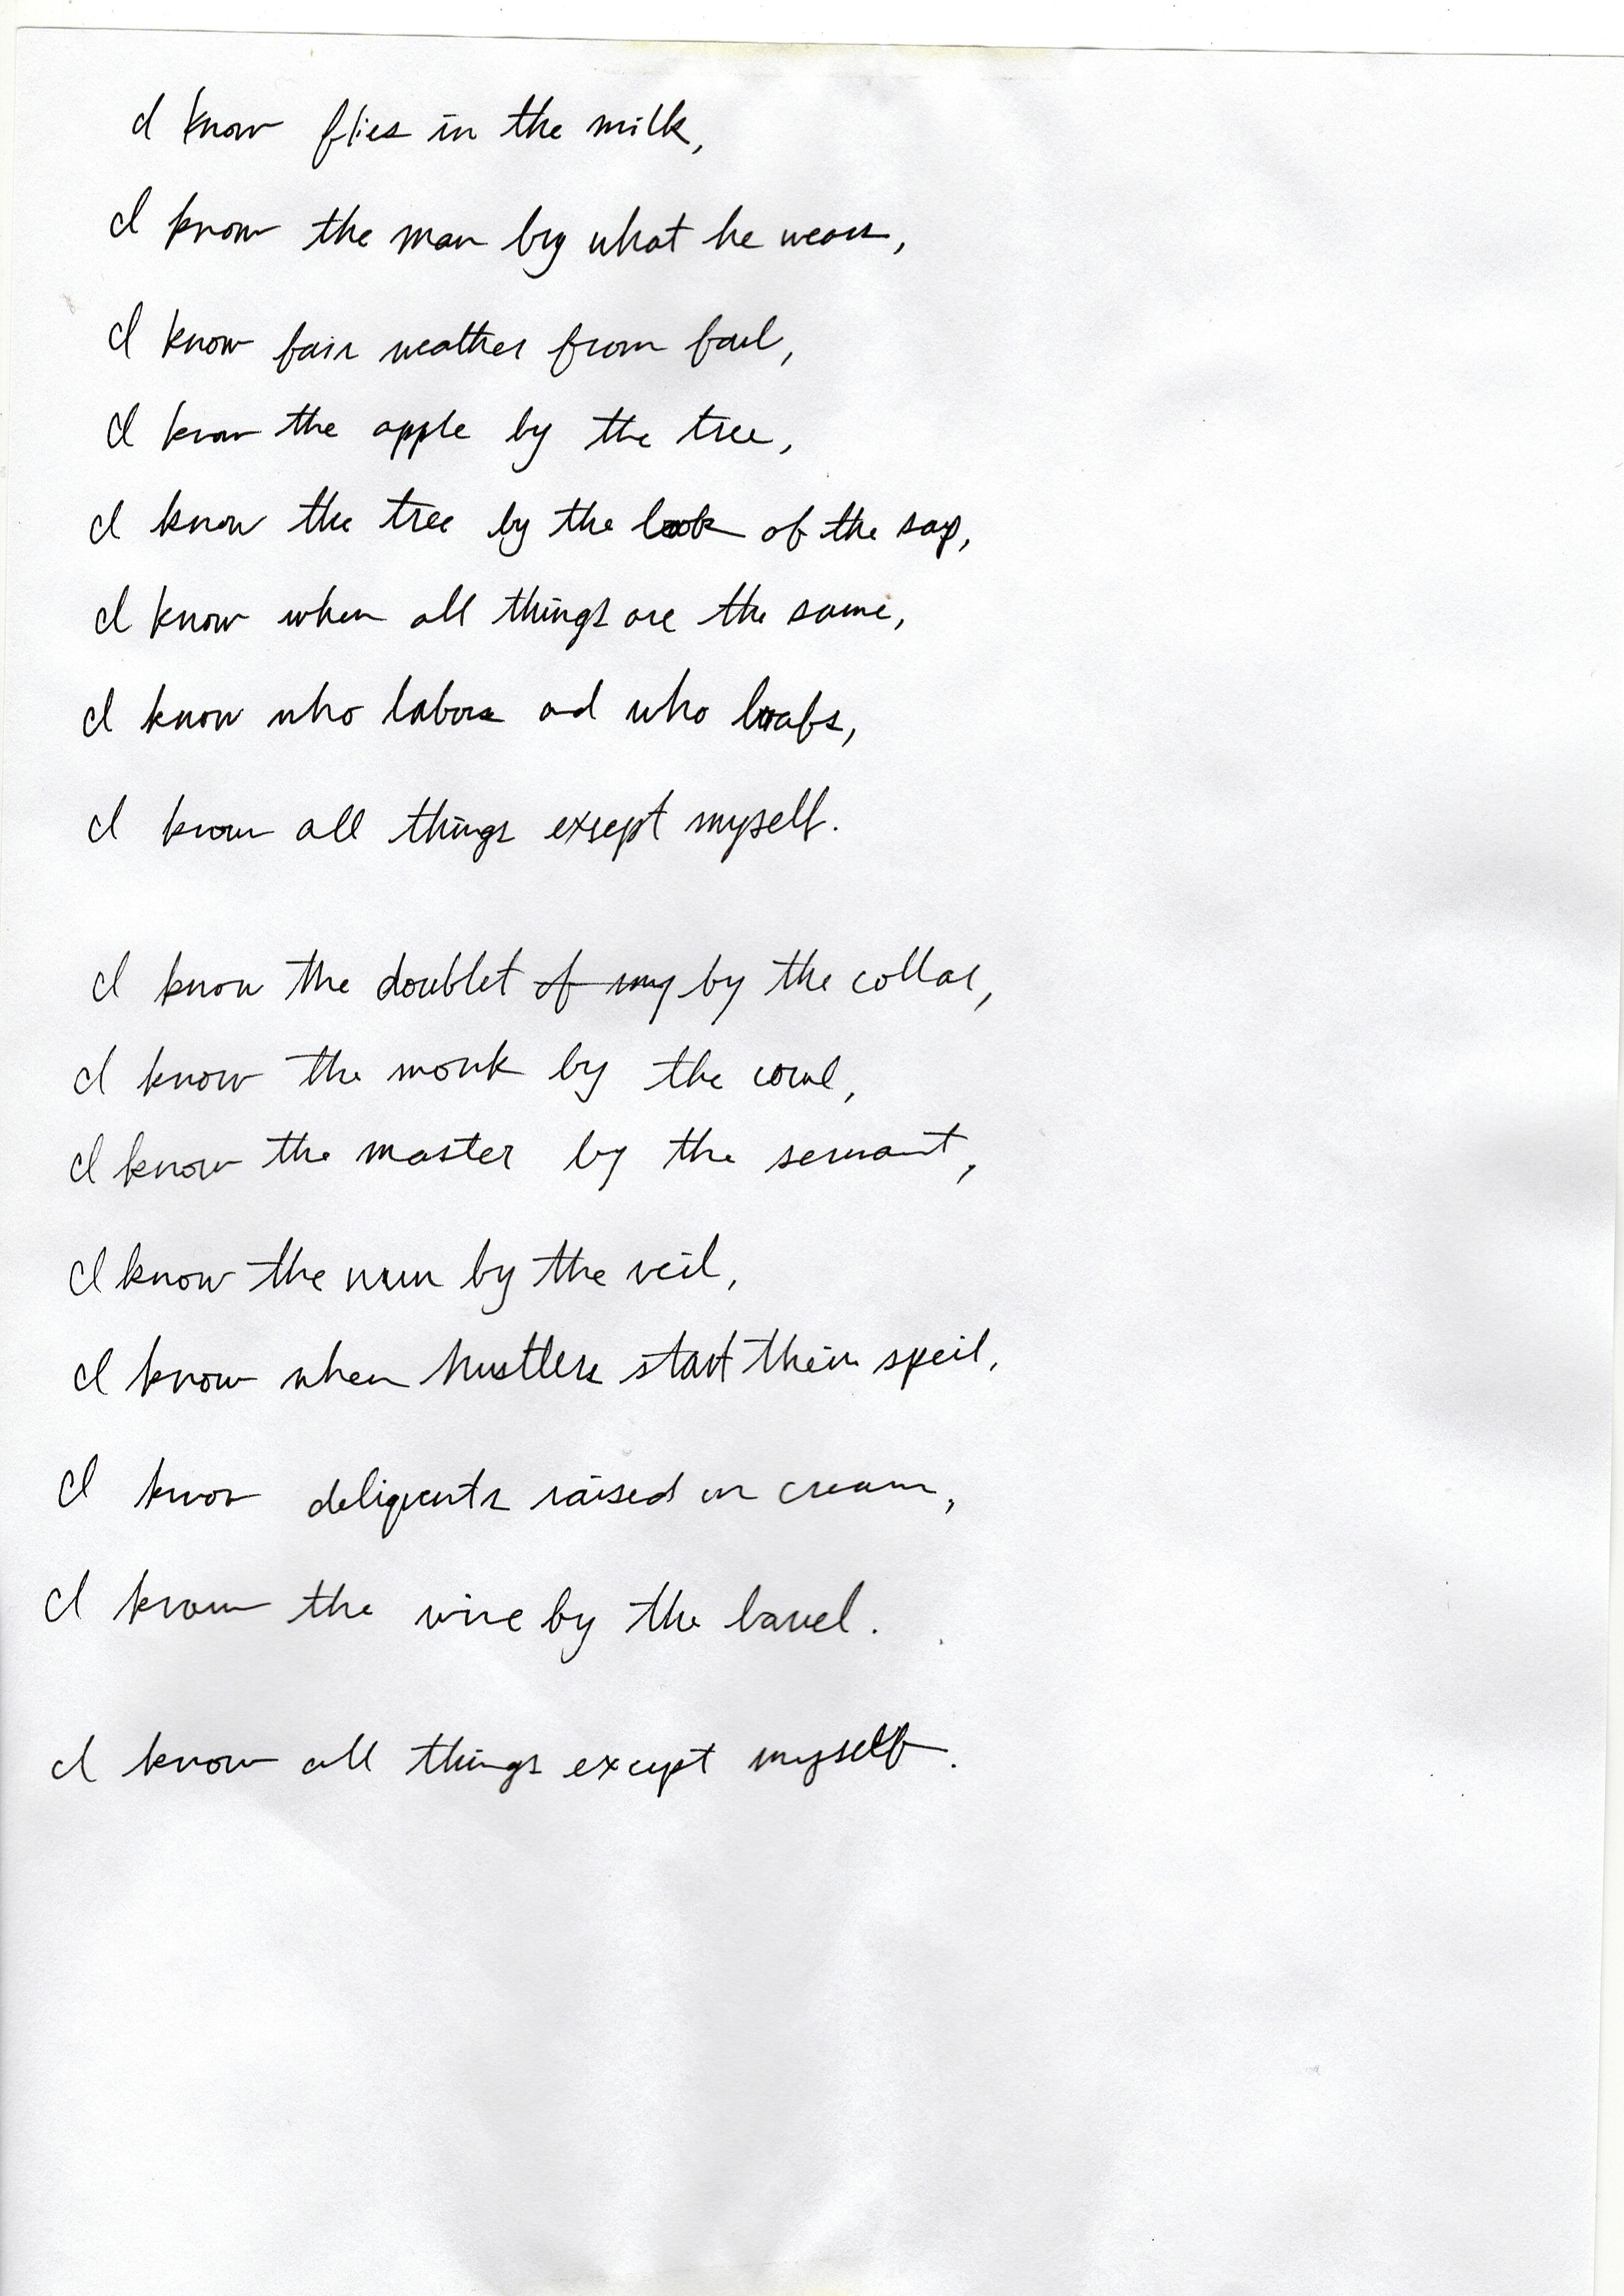 I know flies in the milk,
I know the man by what he wears,
I know fair weather from foul,
I know the apple by the tree,
I know the tree by the look of the sap,
I know when all things are the same,
I know who labors and who loafs,
I know all things exsept myself.
I know the doublet of my by the collar,
I know the monk by the cowl,
I know the master by the servant,
I know the nun by the veil,
I know when hustlers start their speil,
I know deliquents raised on cream,
I know the wine by the barrel.
I know all things except myself.